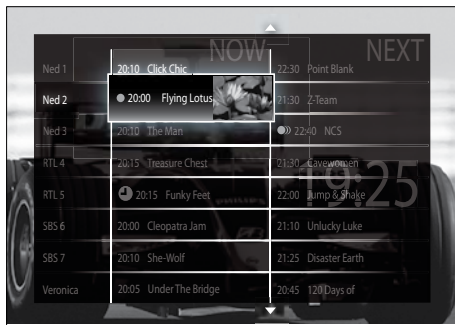 NOW NEXT
Ned 1 20:10 Click Chic 22:30 Point Blank
Ned 2 20:00 Flying Lotus 21:30 Z-Team
Ned 3 20:10 The Man 22:40 NCS
RTL 4 20:15 Treasure Chest 21:30 Cavewomen
19:25
RTL 5 20:15 Funky Feet 22:00 Jump & Shake
PHILIPS
SBS 6 20:00 Cleopatra Jam 21:10 Unlucky Luke
SBS 7 20:10 She-Wolf 21:25 Disaster Earth
Veronica 20:05 Under The Bridge 20:45 120 Days of